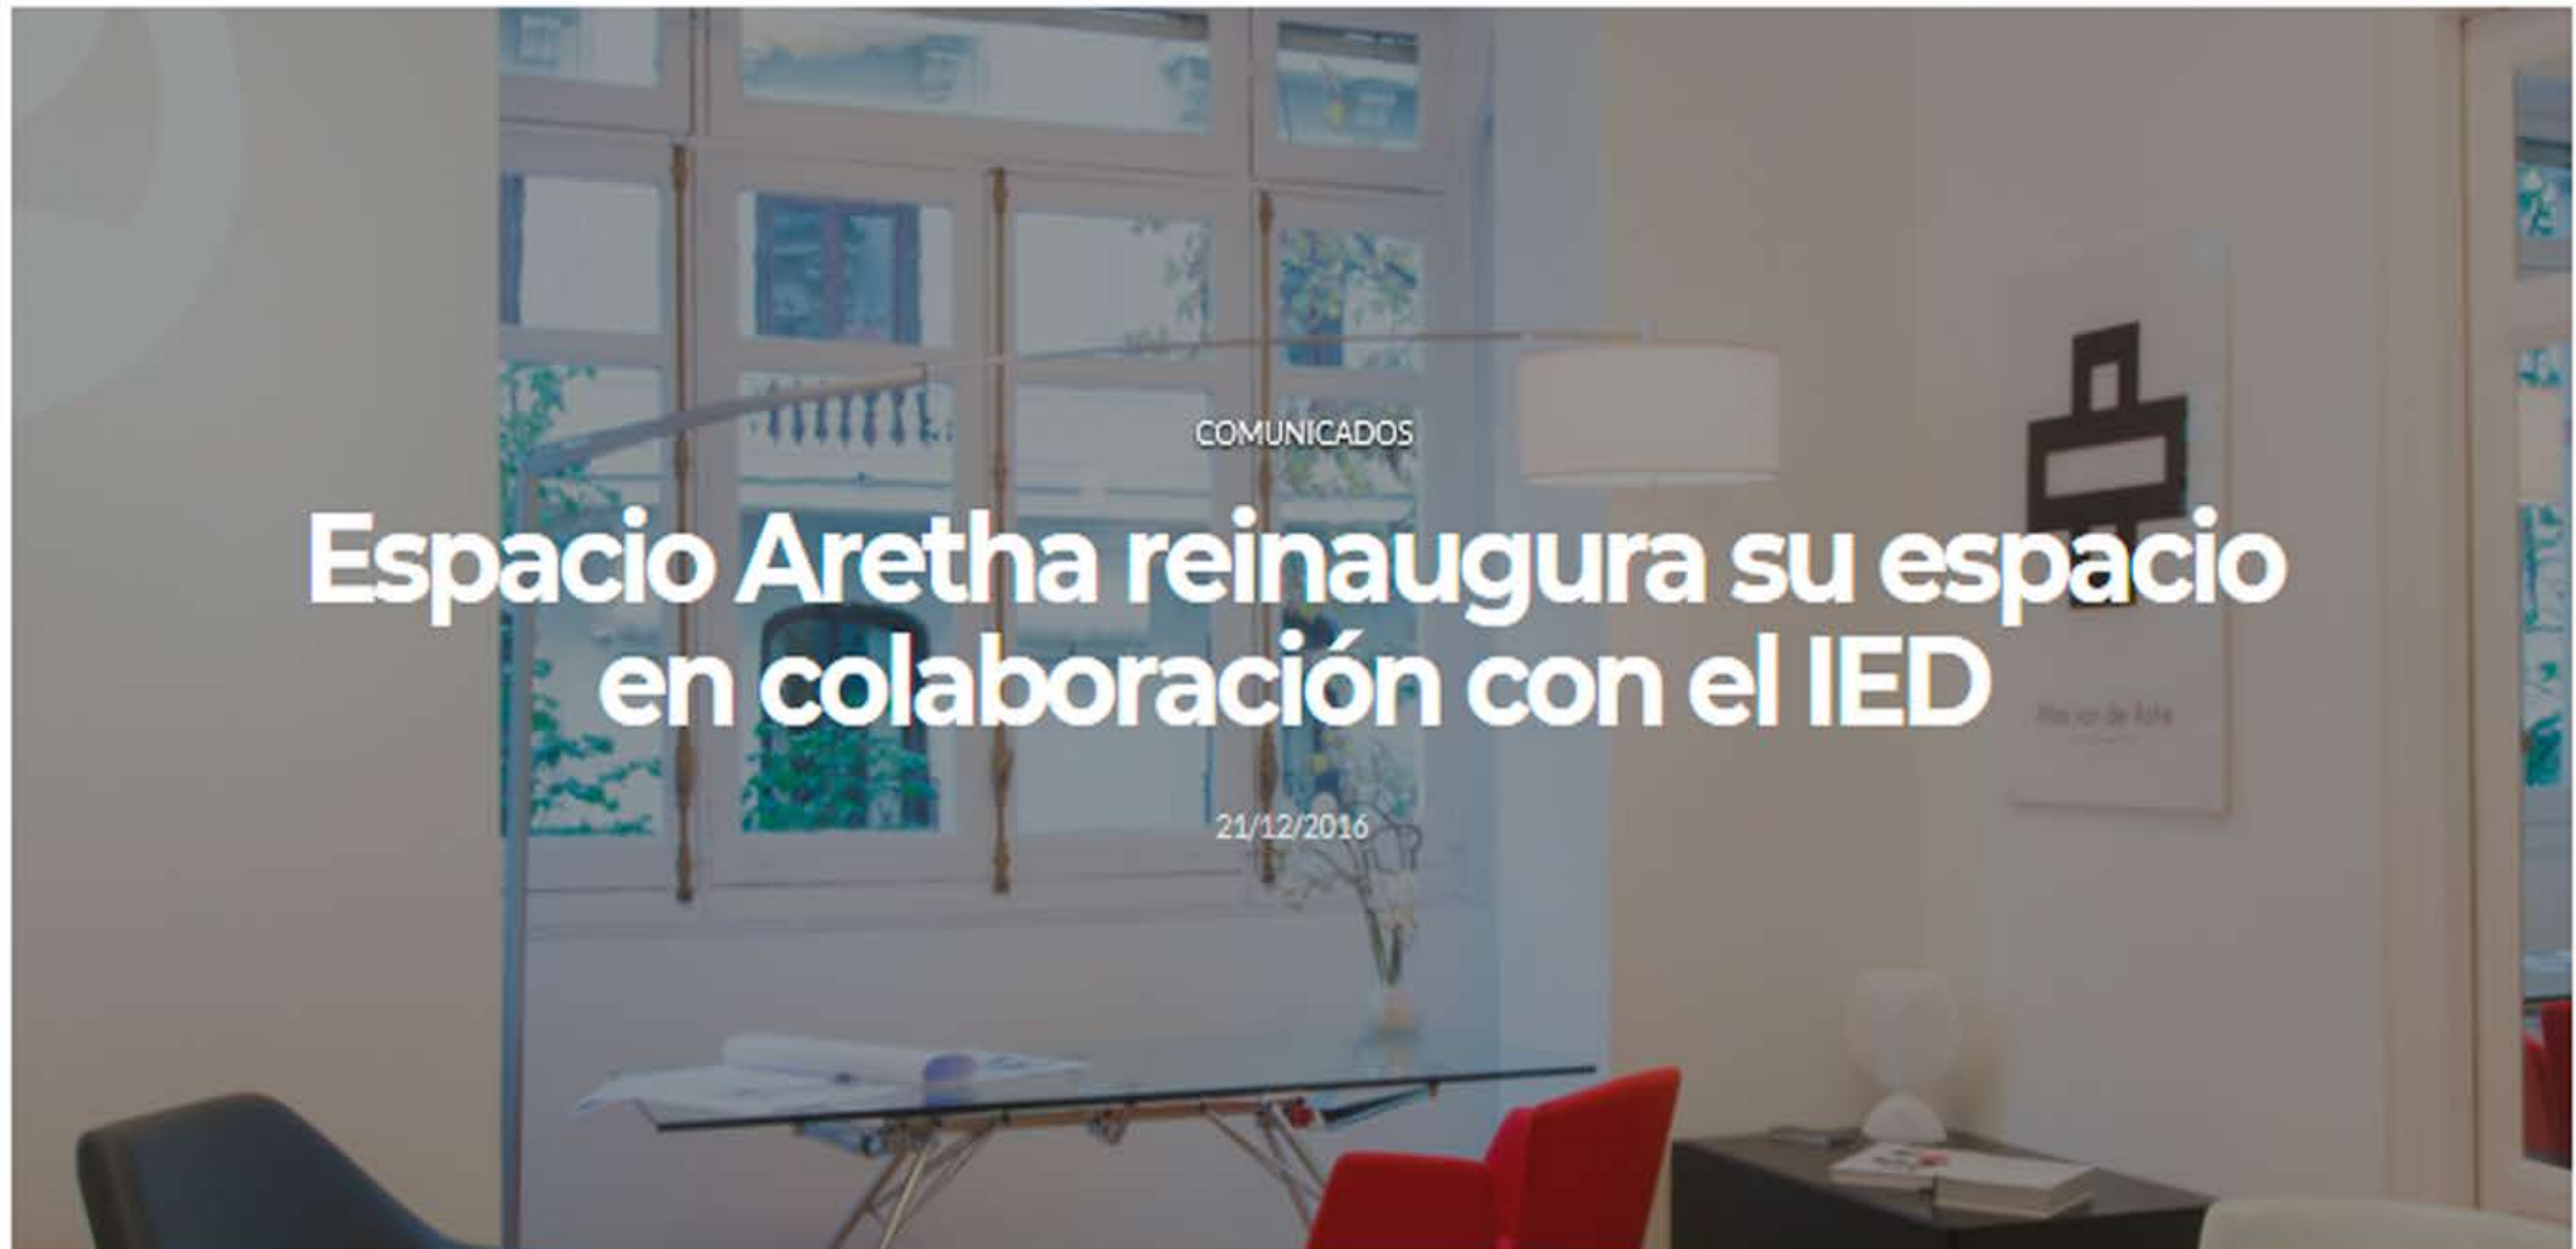 COMUNICADOS
Espacio Aretha reinaugura su espacio
en colaboración con el IED
21/12/2016